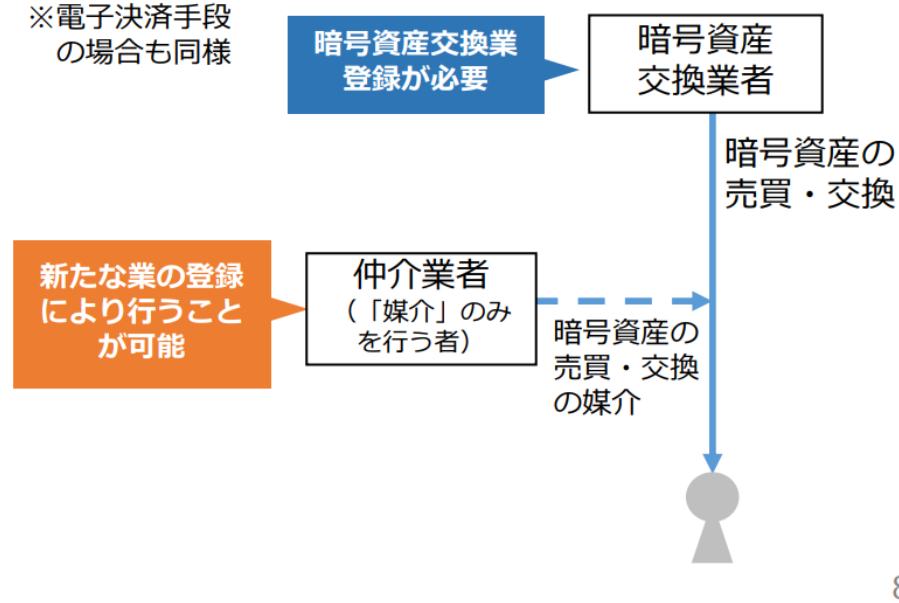 ※電子決済手段
の場合も同様
暗号資産交換業
登録が必要
暗号資産
交換業者
暗号資産の
売買・交換
新たな業の登録
により行うこと
が可能
仲介業者
（「媒介」のみ
を行う者）
暗号資産の
売買・交換
の媒介
8